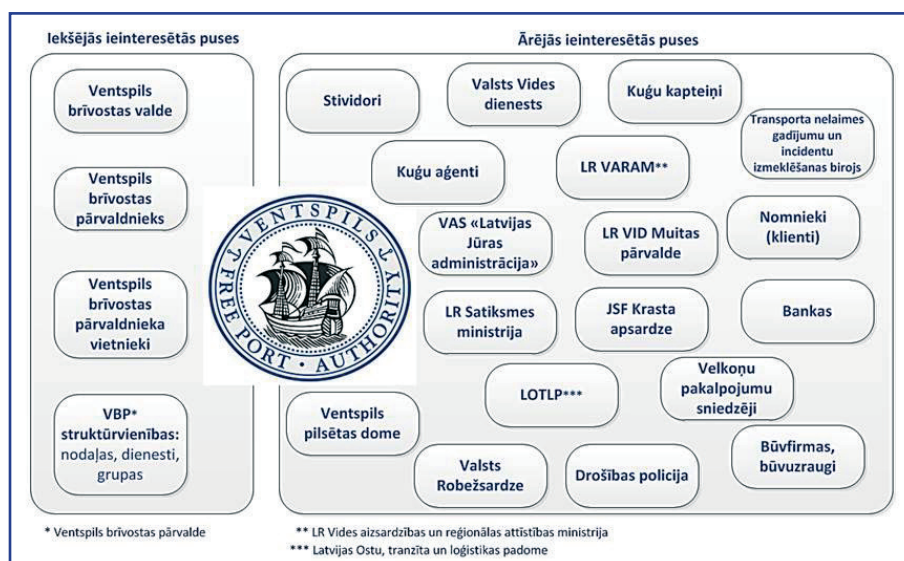 Iekšējās ieinteresētās puses
Ventspils
brīvostas valde
Ventspils
brīvostas
pārvaldnieks
Ventspils
brīvostas
pārvaldnieka
vietnieki
VBP*
struktūrvienības:
nodaļas, dienesti,
grupas
VENTSPILS
FREE PORT · AUTHORITY
Ārējās ieinteresētās puses
Stividori
Valsts Vides
dienests
Kuģu kapteiņi
Transporta nelaimes
gadījumu un
incidentu
izmeklēšanas birojs
Kuģu aģenti
LR VARAM**
VAS «Latvijas
Jūras
administrācija»
LR VID Muitas
pārvalde
Nomnieki
(klienti)
LR Satiksmes
ministrija
JSF Krasta
apsardze
Bankas
LOTLP***
Velkoņu
pakalpojumu
sniedzēji
Ventspils
pilsētas dome
Valsts
Robežsardze
Drošības policija
Būvfirmas,
būvuzraugi
* Ventspils brīvostas pārvalde
** LR Vides aizsardzības un reģionālas attīstības ministrija
*** Latvijas Ostu, tranzīta un loģistikas padome